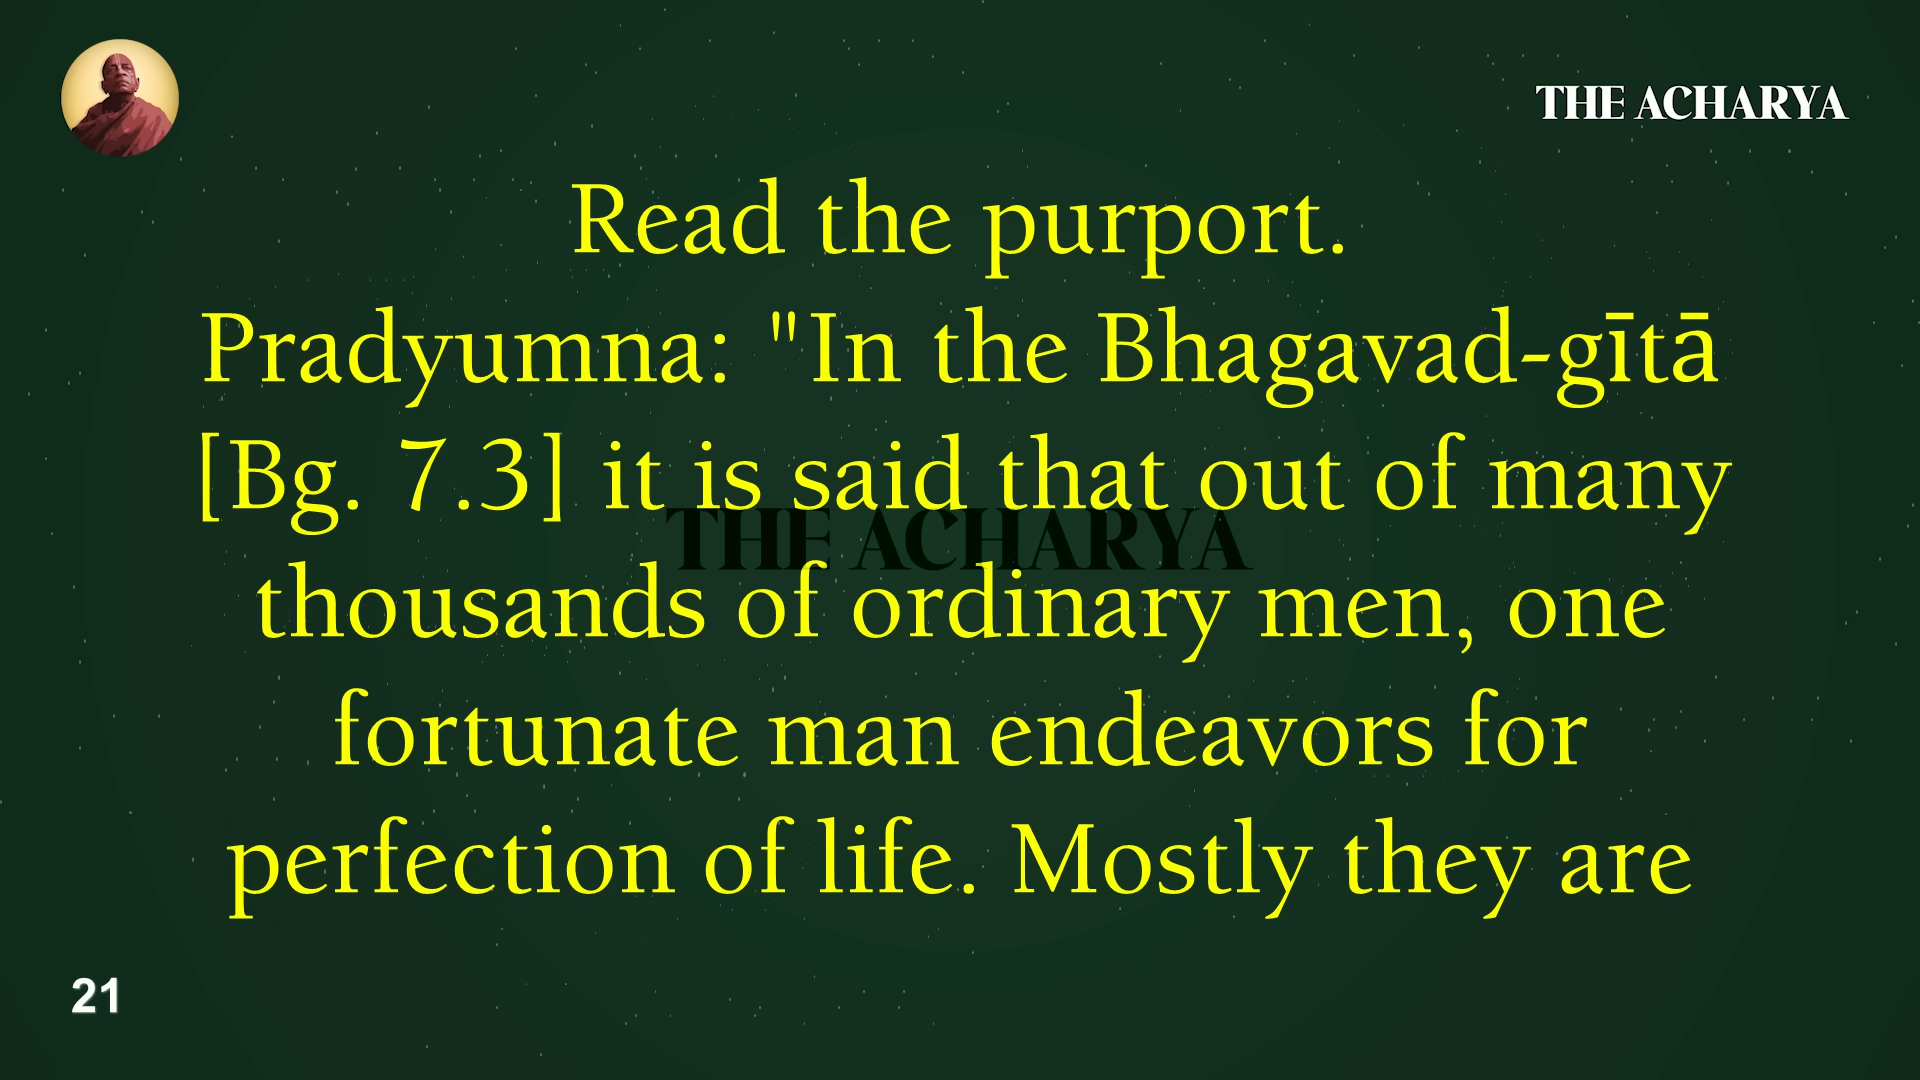 THE ACHARYA
Read the purport.
Pradyumna: "In the Bhagavad-gītā
[Bg. 7.3] it is said that out of many
THE ACHARYA
thousands of ordinary men, one
fortunate man endeavors for
perfection of life. Mostly they are
21